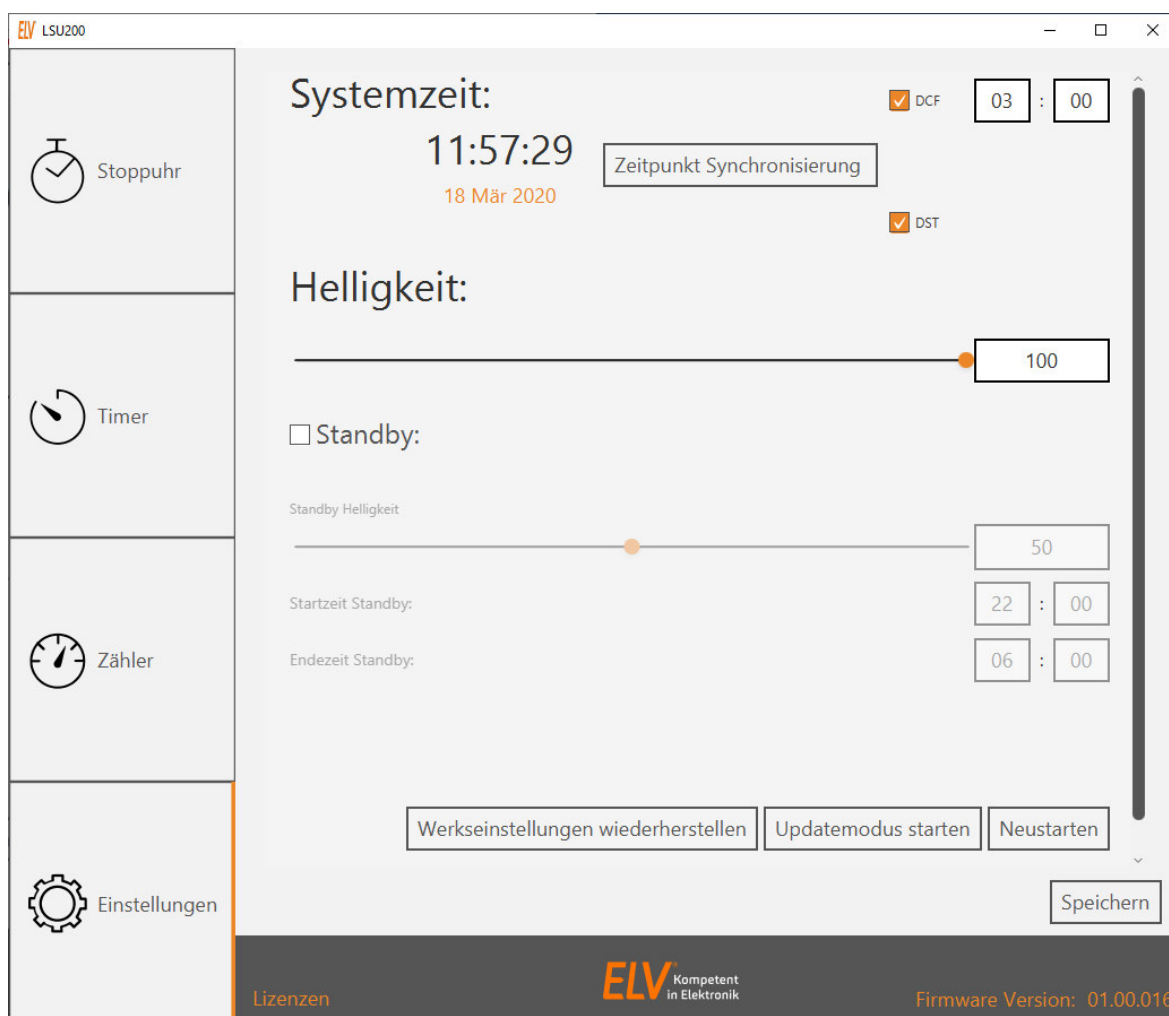 ELV LSU200
Stoppuhr
Timer
Zähler
Einstellungen
Systemzeit:
DCF 03 : 00
11:57:29
Zeitpunkt Synchronisierung
18 Mär 2020
DST
Helligkeit:
100
Standby:
Standby Helligkeit
50
Startzeit Standby: 22 : 00
Endezeit Standby: 06 : 00
Werkseinstellungen wiederherstellen Updatemodus starten Neustarten
Speichern
Lizenzen
ELV Kompetent
in Elektronik
Firmware Version: 01.00.016